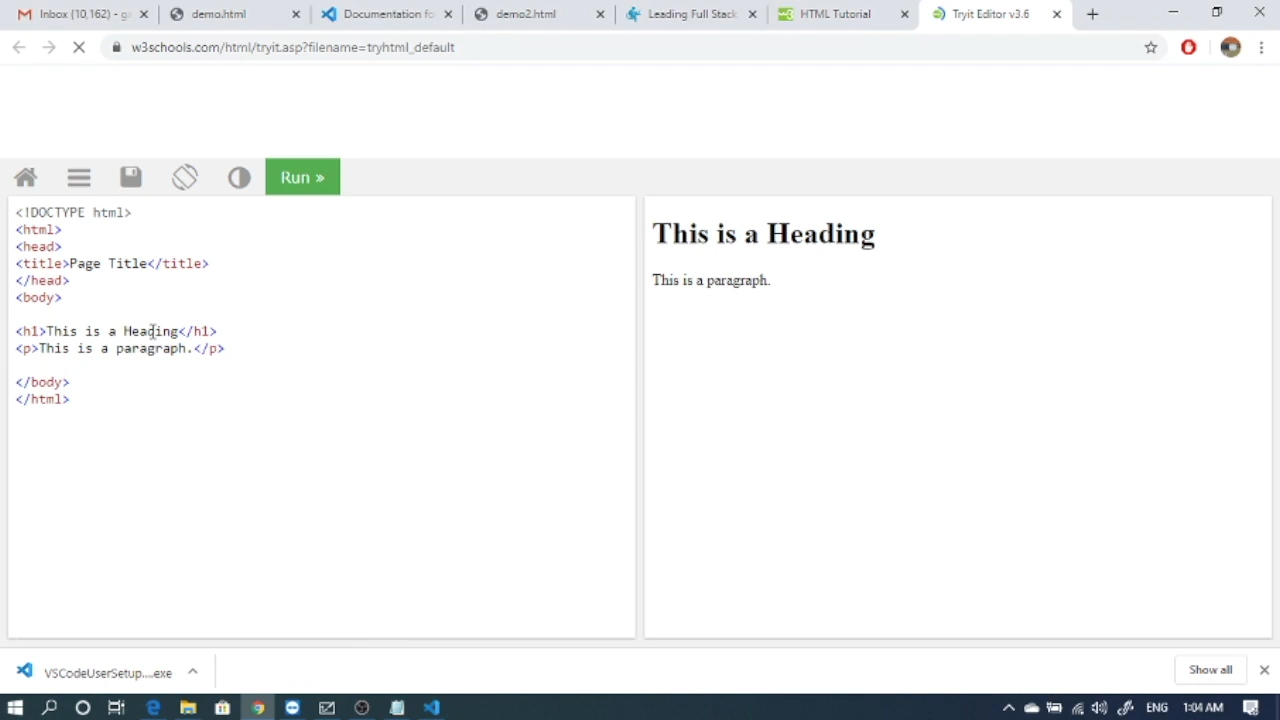 Inbox (10,162) - g
demo.html
Documentation fo
demo2.html
Leading Full Stack
HTML Tutorial
Tryit Editor v3.6
w3schools.com/html/tryit.asp?filename=tryhtml_default
Run »
<!DOCTYPE html>
<html>
<head>
<title>Page Title</title>
</head>
<body>
<h1>This is a Heading</h1>
<p>This is a paragraph.</p>
</body>
</html>
This is a Heading
This is a paragraph.
VSCodeUserSetup....exe
Show all
ENG
1:04 AM